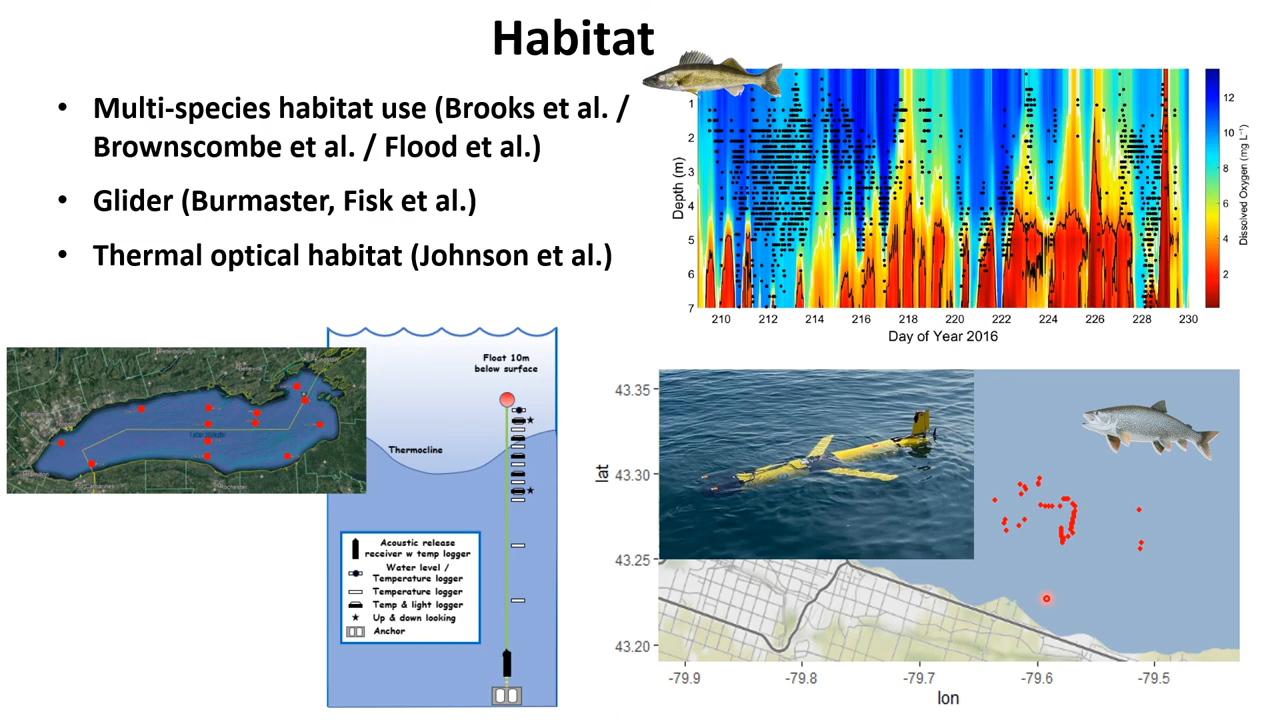 Habitat
• Multi-species habitat use (Brooks et al. /
Brownscombe et al. / Flood et al.)
• Glider (Burmaster, Fisk et al.)
• Thermal optical habitat (Johnson et al.)
Depth (m)
1
2
3
4
5
6
7
210 212 214 216 218 220 222 224 226 228 230
Day of Year 2016
12
10
8
6
4
2
Dissolved Oxygen (mg L⁻¹)
Float 10m
below surface
Thermocline
Acoustic release
receiver w temp logger
Water level /
Temperature logger
Temperature logger
Temp & light logger
Up & down looking
Anchor
Belleville
Rochester
lat
43.35
43.30
43.25
43.20
-79.9 -79.8 -79.7 -79.6 -79.5
lon